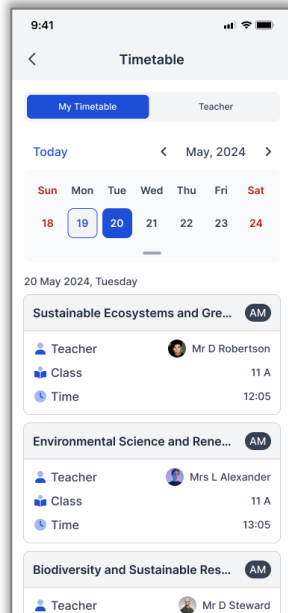 9:41
Timetable
My Timetable Teacher
Today May, 2024
Sun Mon Tue Wed Thu Fri Sat
18 19 20 21 22 23 24
20 May 2024, Tuesday
Sustainable Ecosystems and Gre... AM
Teacher Mr D Robertson
Class 11 A
Time 12:05
Environmental Science and Rene... AM
Teacher Mrs L Alexander
Class 11 A
Time 13:05
Biodiversity and Sustainable Res... AM
Teacher Mr D Steward